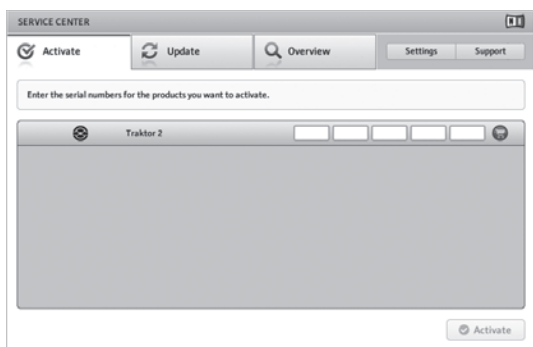 SERVICE CENTER
Activate Update Overview Settings Support
Enter the serial numbers for the products you want to activate.
Traktor 2
Activate